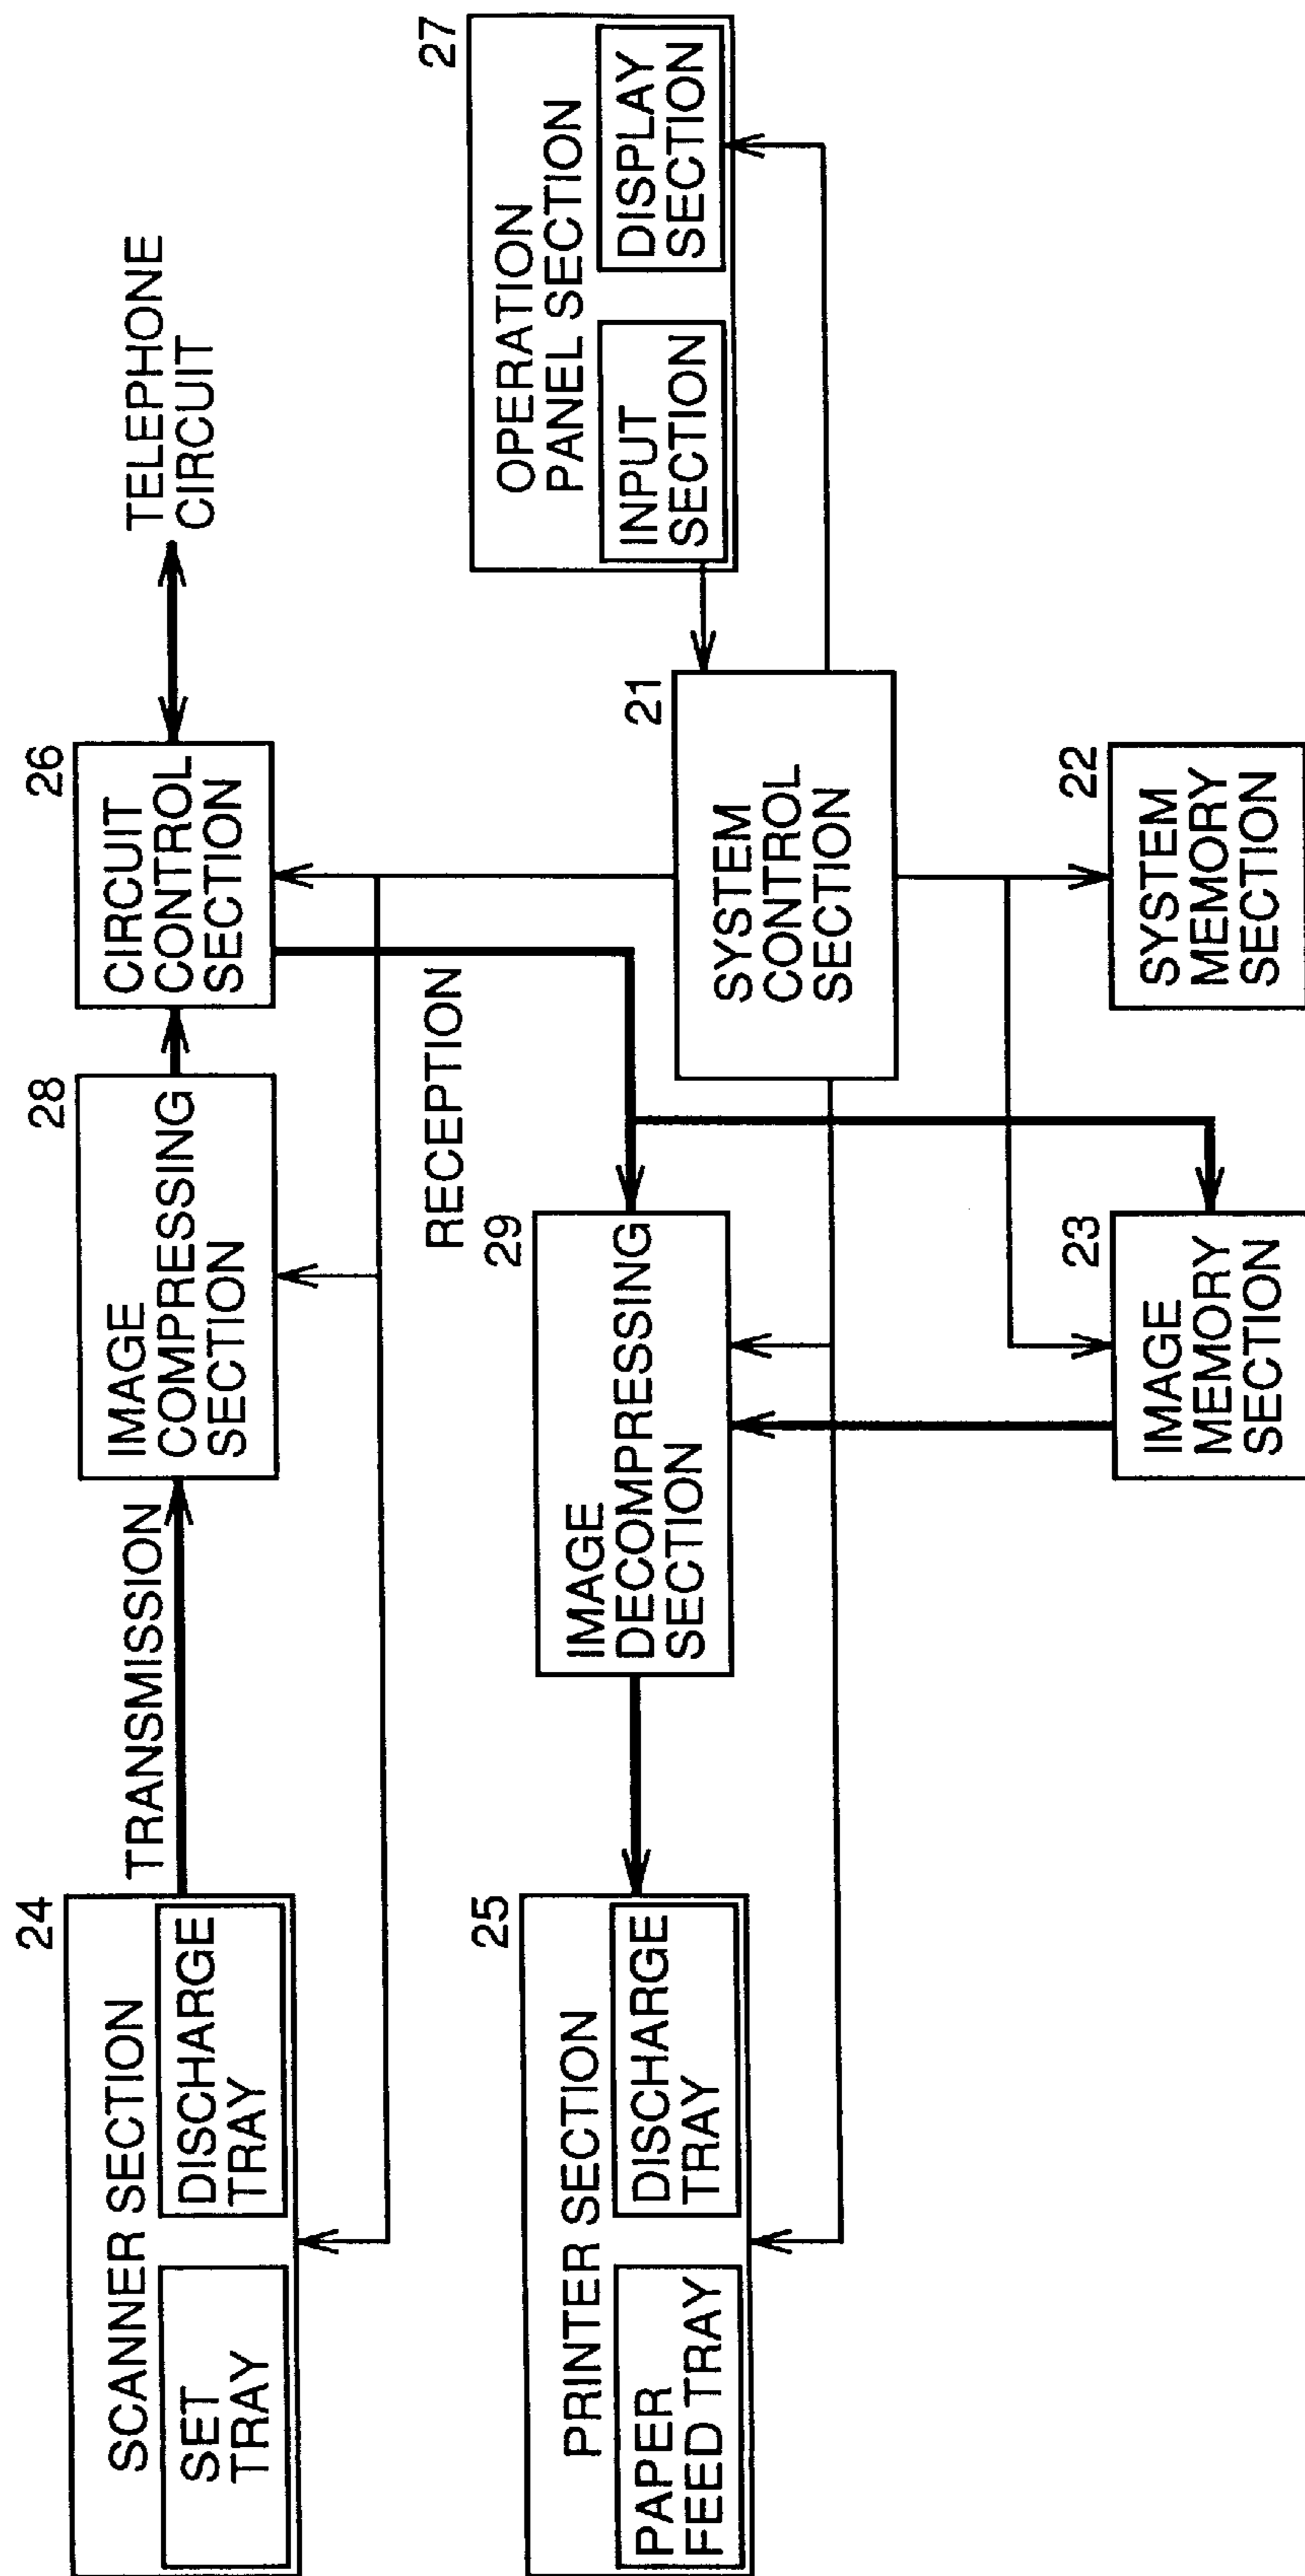 24
SCANNER SECTION
SET
TRAY
DISCHARGE
TRAY
TRANSMISSION
28
IMAGE
COMPRESSING
SECTION
26
CIRCUIT
CONTROL
SECTION
TELEPHONE
CIRCUIT
RECEPTION
25
PRINTER SECTION
PAPER
FEED TRAY
DISCHARGE
TRAY
29
IMAGE
DECOMPRESSING
SECTION
27
OPERATION
PANEL SECTION
INPUT
SECTION
DISPLAY
SECTION
21
SYSTEM
CONTROL
SECTION
23
IMAGE
MEMORY
SECTION
22
SYSTEM
MEMORY
SECTION